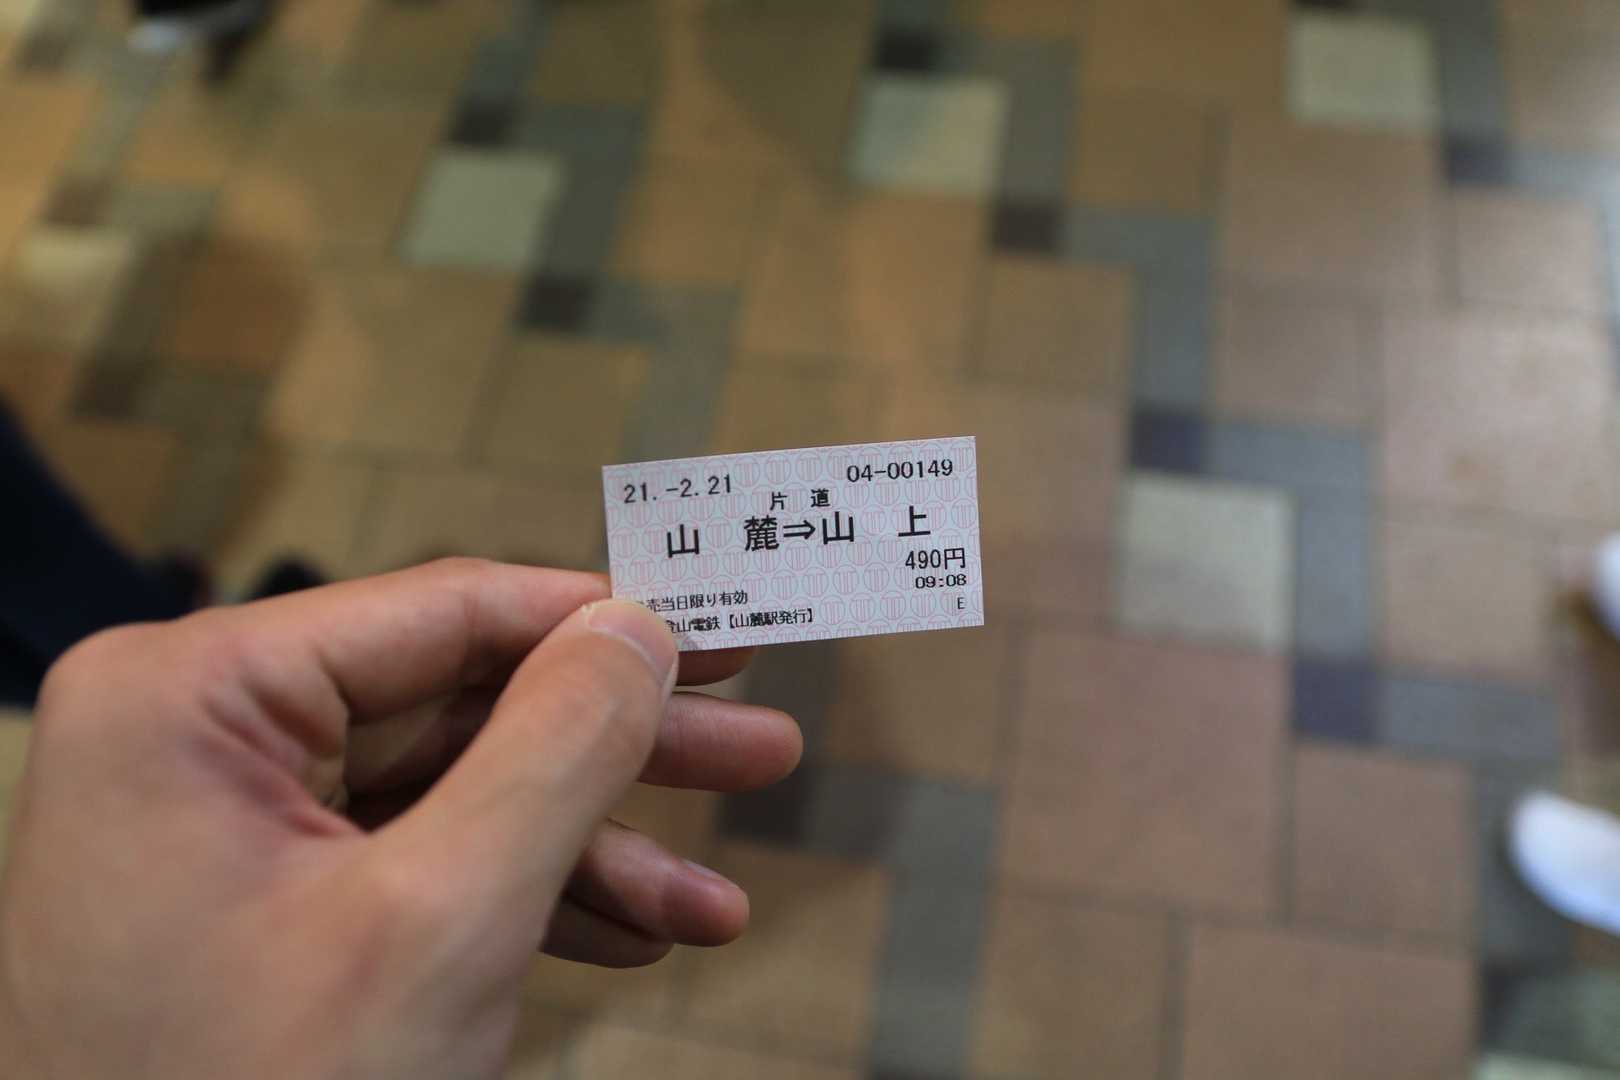 21.-2.21 04-00149
片道
山麓⇒山上
490円
09:08
売当日限り有効
E
山電鉄【山麓駅発行】